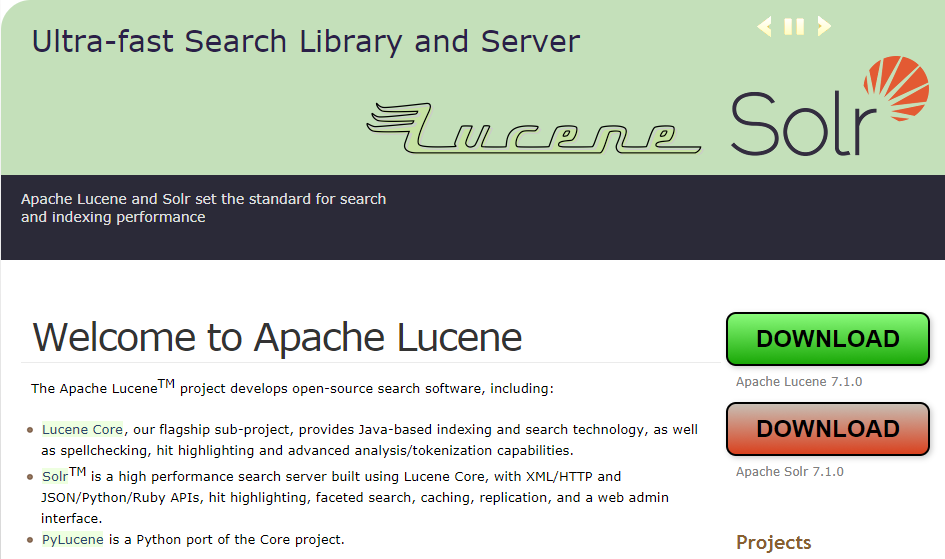 Ultra-fast Search Library and Server
Lucene
Solr
Apache Lucene and Solr set the standard for search
and indexing performance
Welcome to Apache Lucene
The Apache Lucene™ project develops open-source search software, including:
• Lucene Core, our flagship sub-project, provides Java-based indexing and search technology, as well
as spellchecking, hit highlighting and advanced analysis/tokenization capabilities.
• Solr™ is a high performance search server built using Lucene Core, with XML/HTTP and
JSON/Python/Ruby APIs, hit highlighting, faceted search, caching, replication, and a web admin
interface.
• PyLucene is a Python port of the Core project.
DOWNLOAD
Apache Lucene 7.1.0
DOWNLOAD
Apache Solr 7.1.0
Projects